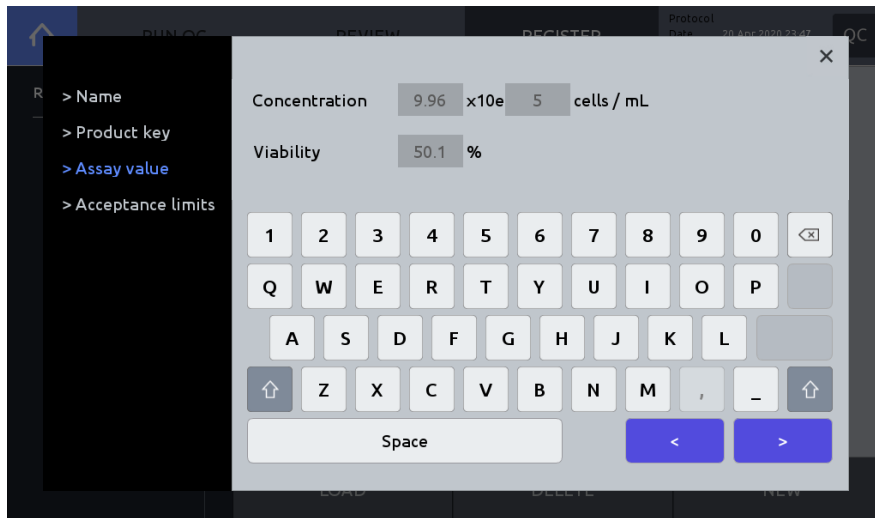 RUN QC REVIEW REGISTER
Protocol
Date 20 Apr 2020 23:47
QC
R
> Name
> Product key
> Assay value
> Acceptance limits
Concentration 9.96 x10e 5 cells / mL
Viability 50.1 %
1 2 3 4 5 6 7 8 9 0
Q W E R T Y U I O P
A S D F G H J K L
Z X C V B N M , _
Space < >
LOAD DELETE NEW